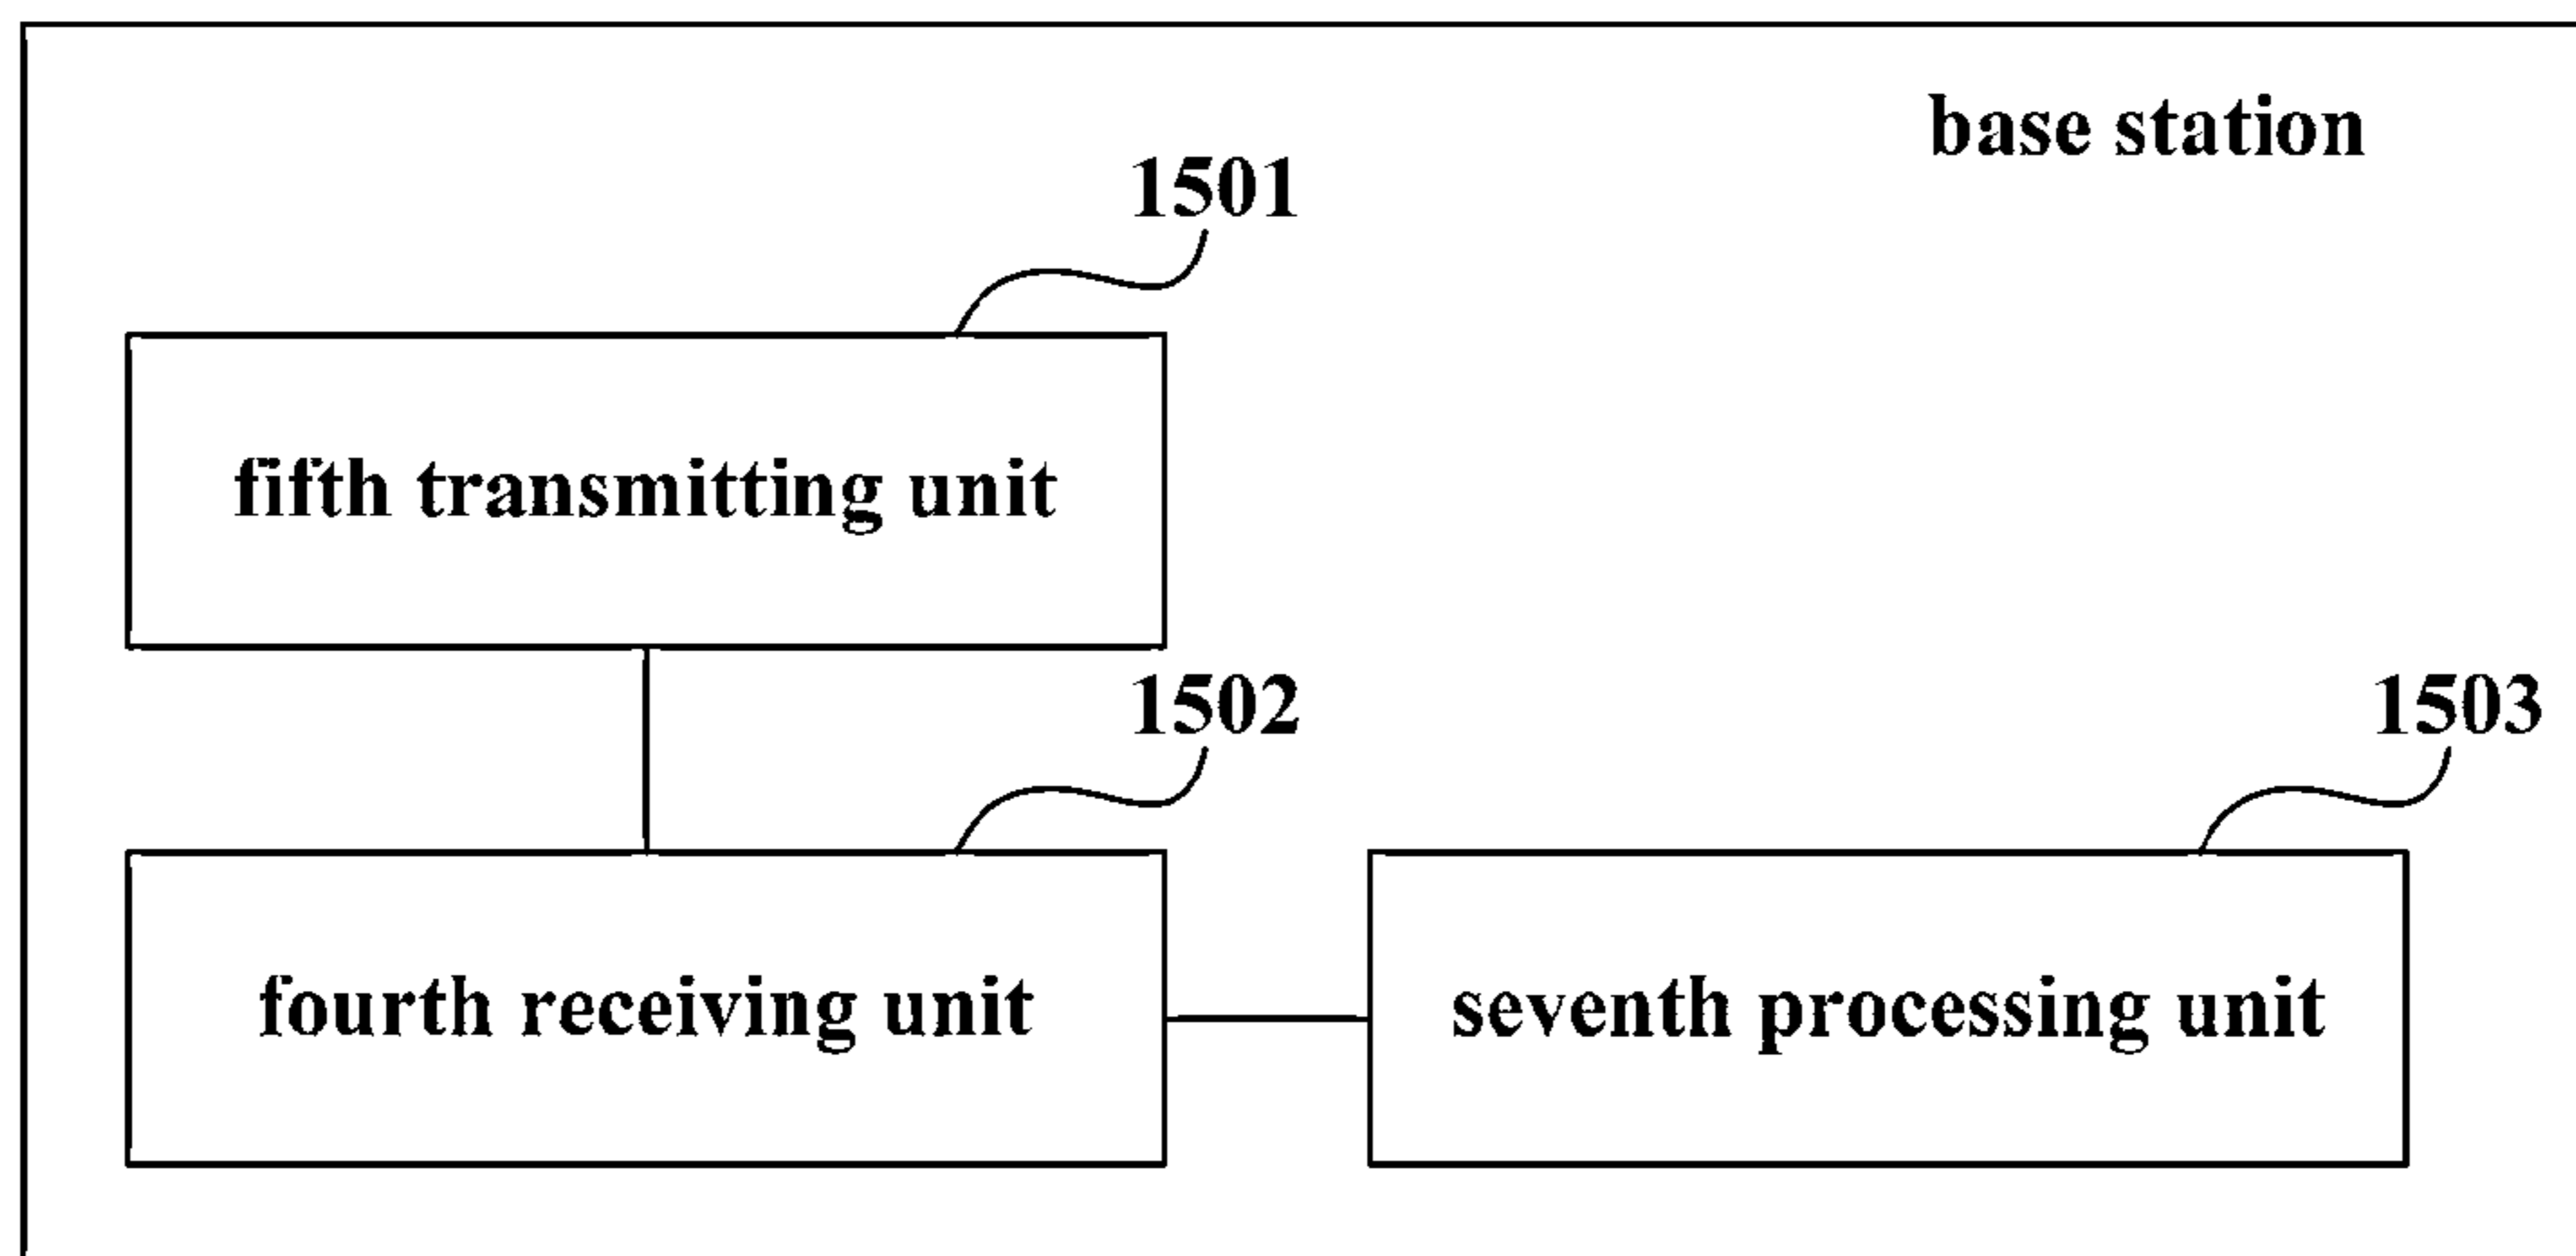 base station
1501
fifth transmitting unit
1502
1503
fourth receiving unit
seventh processing unit